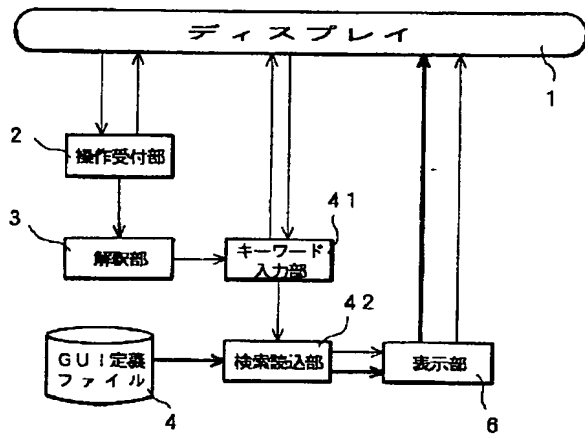 ディスプレイ
1
2
操作受付部
3
解釈部
41
キーワード
入力部
42
GUI定義
ファイル
検索読込部
表示部
4
6